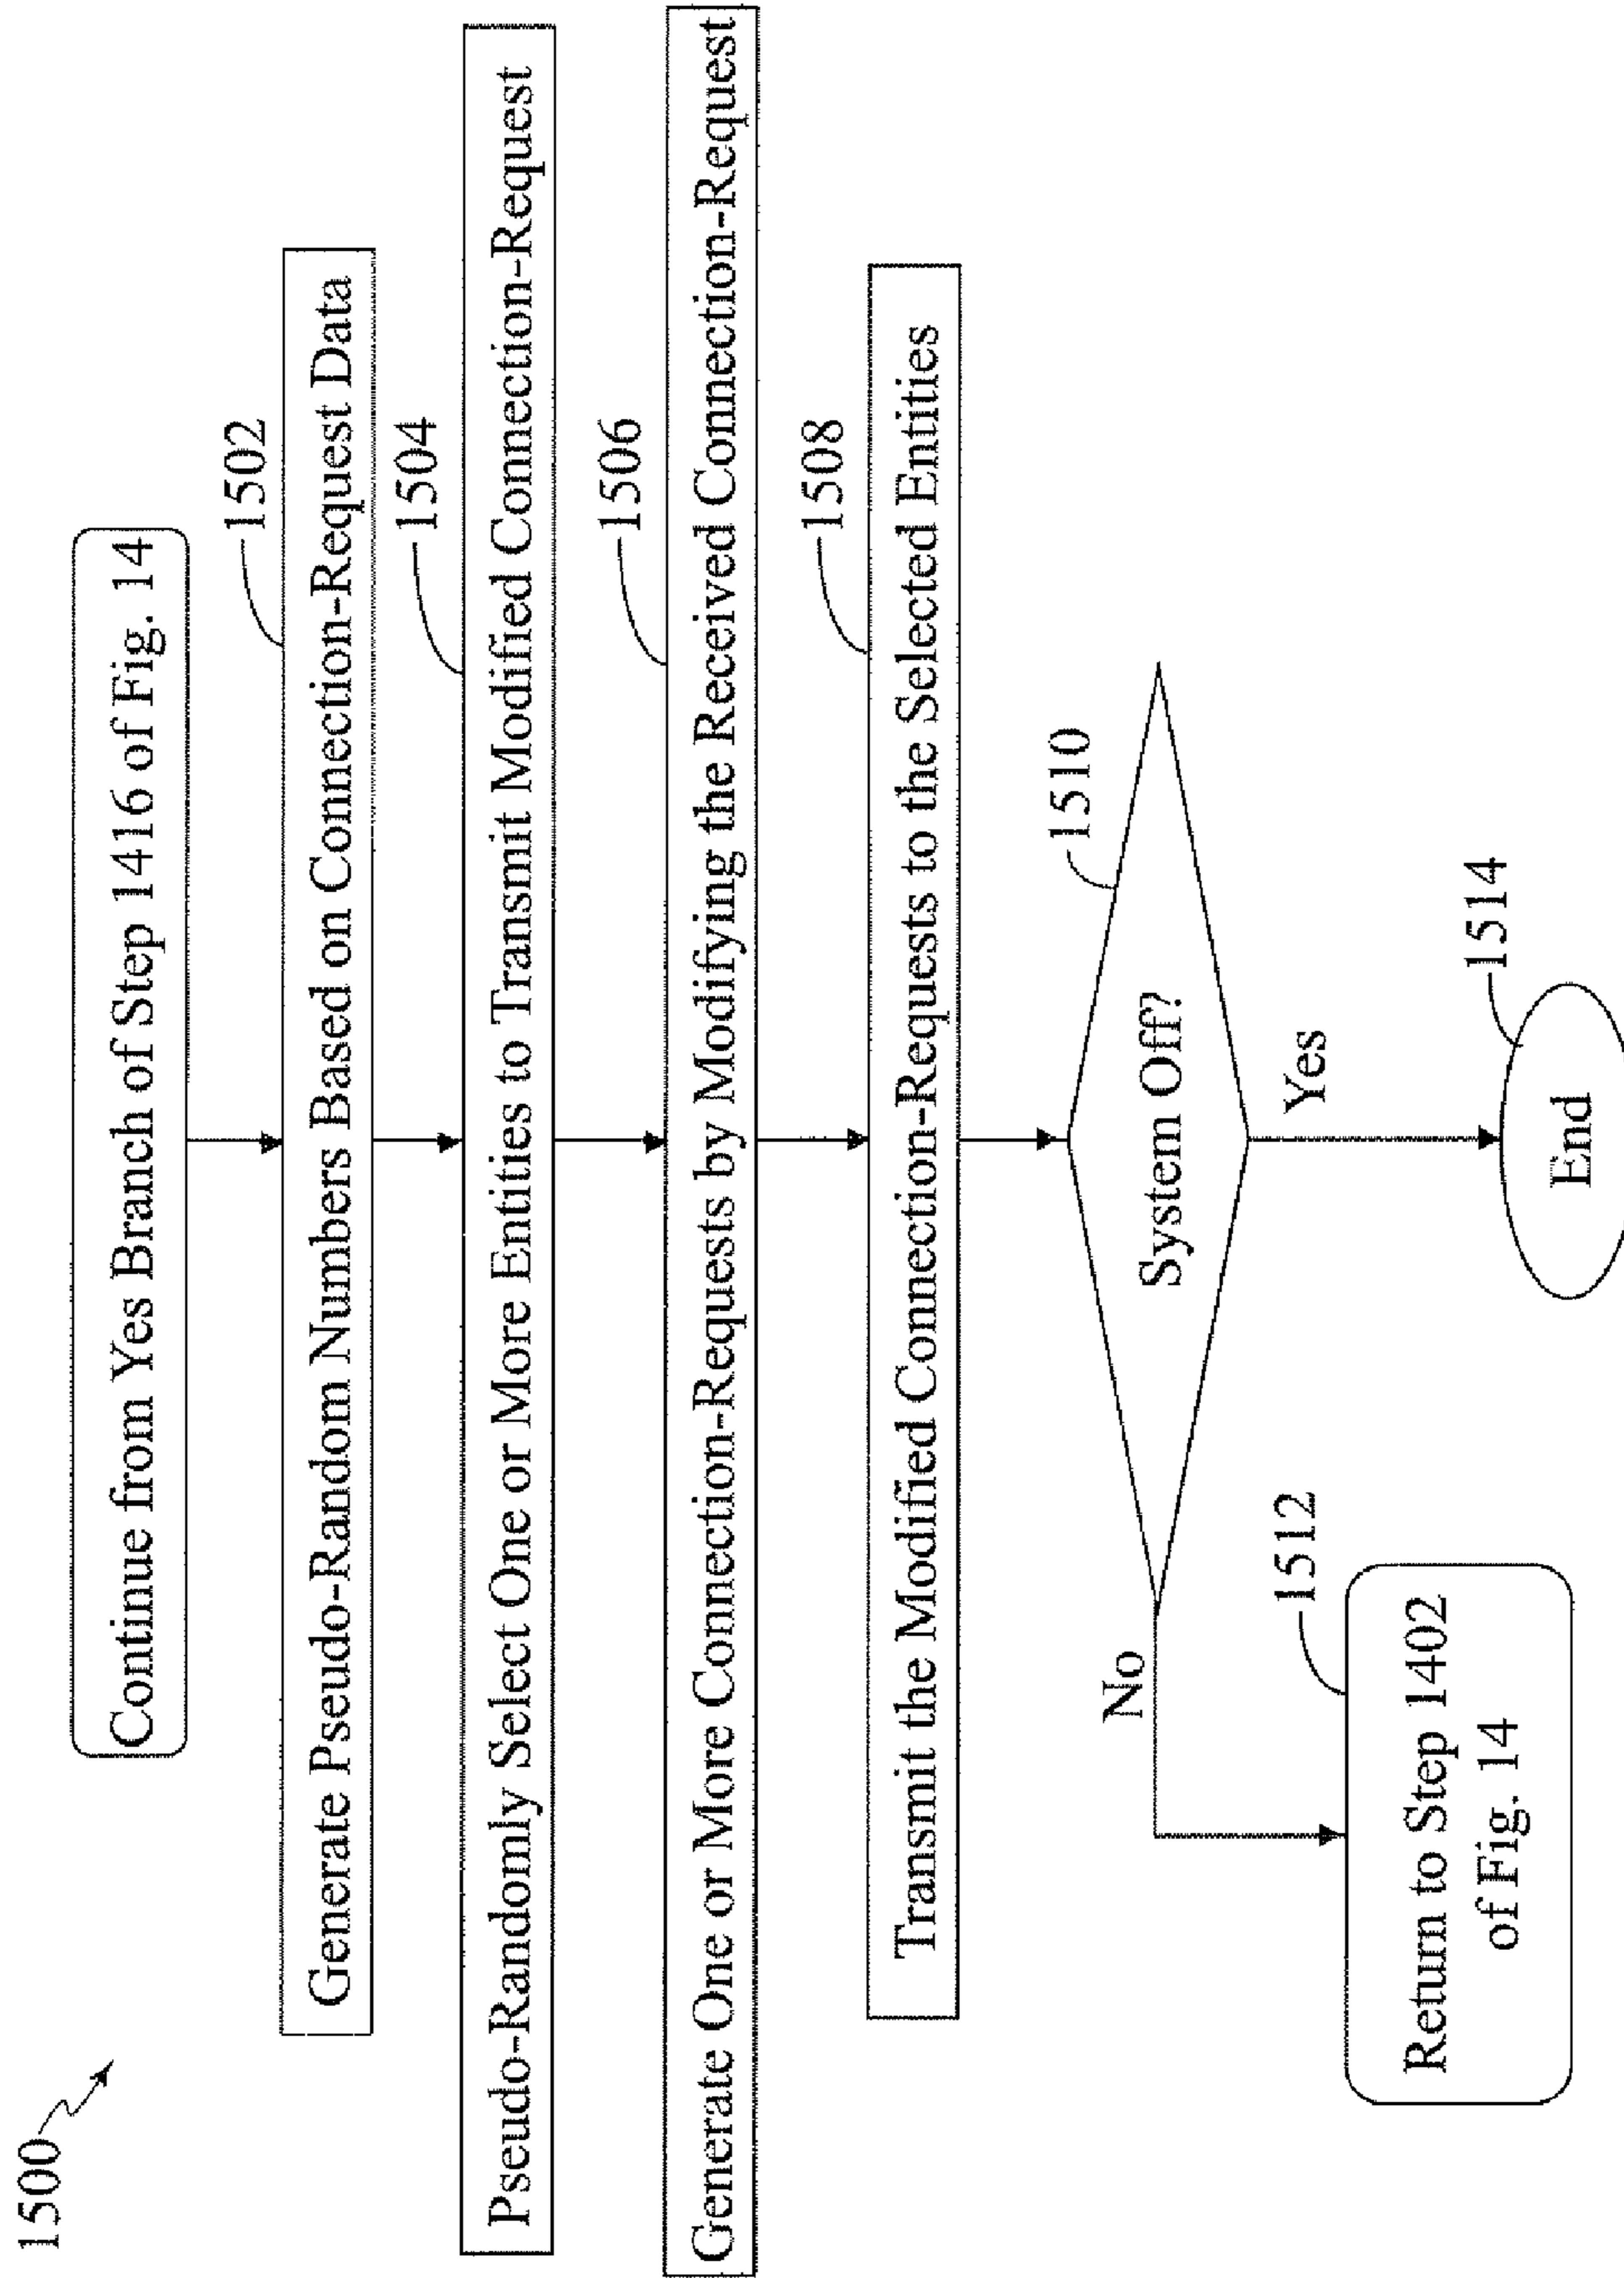 1500
Continue from Yes Branch of Step 1416 of Fig. 14
1502
Generate Pseudo-Random Numbers Based on Connection-Request Data
1504
Pseudo-Randomly Select One or More Entities to Transmit Modified Connection-Request
1506
Generate One or More Connection-Requests by Modifying the Received Connection-Request
1508
Transmit the Modified Connection-Requests to the Selected Entities
1510
System Off?
No
Yes
1512
Return to Step 1402
of Fig. 14
1514
End